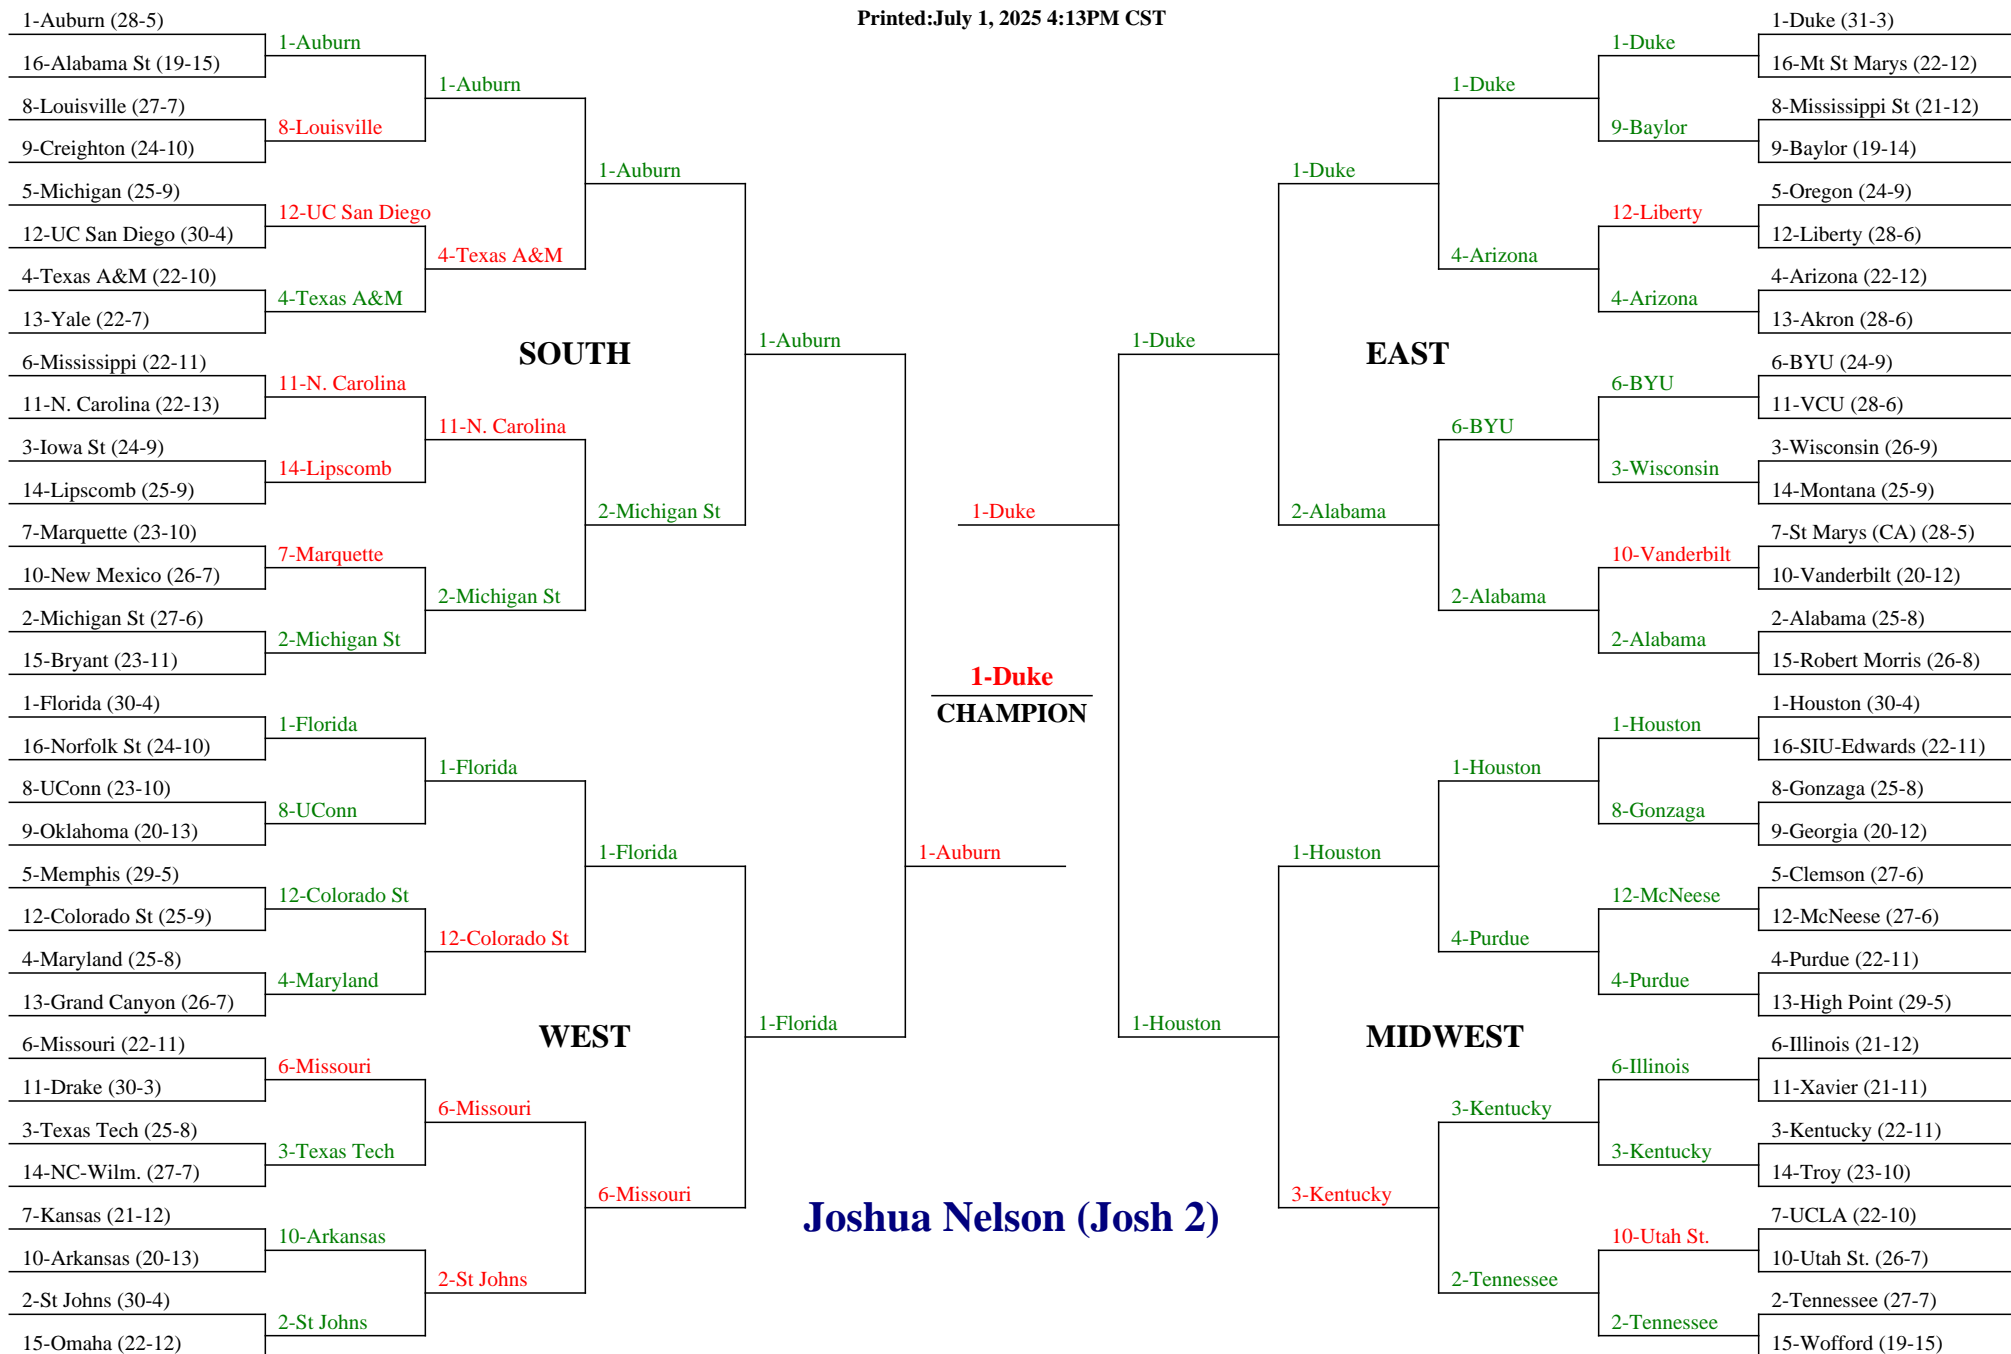 Printed:July 1, 2025 4:13PM CST
1-Auburn (28-5)
16-Alabama St (19-15)
8-Louisville (27-7)
9-Creighton (24-10)
5-Michigan (25-9)
12-UC San Diego (30-4)
4-Texas A&M (22-10)
13-Yale (22-7)
6-Mississippi (22-11)
11-N. Carolina (22-13)
3-Iowa St (24-9)
14-Lipscomb (25-9)
7-Marquette (23-10)
10-New Mexico (26-7)
2-Michigan St (27-6)
15-Bryant (23-11)
1-Florida (30-4)
16-Norfolk St (24-10)
8-UConn (23-10)
9-Oklahoma (20-13)
5-Memphis (29-5)
12-Colorado St (25-9)
4-Maryland (25-8)
13-Grand Canyon (26-7)
6-Missouri (22-11)
11-Drake (30-3)
3-Texas Tech (25-8)
14-NC-Wilm. (27-7)
7-Kansas (21-12)
10-Arkansas (20-13)
2-St Johns (30-4)
15-Omaha (22-12)
1-Auburn
8-Louisville
12-UC San Diego
4-Texas A&M
11-N. Carolina
14-Lipscomb
7-Marquette
2-Michigan St
1-Florida
8-UConn
12-Colorado St
4-Maryland
6-Missouri
3-Texas Tech
10-Arkansas
2-St Johns
1-Auburn
4-Texas A&M
11-N. Carolina
2-Michigan St
1-Florida
12-Colorado St
6-Missouri
2-St Johns
1-Auburn
2-Michigan St
1-Florida
6-Missouri
SOUTH
WEST
1-Auburn
1-Florida
1-Auburn
1-Duke
1-Duke
CHAMPION
Joshua Nelson (Josh 2)
1-Duke
1-Houston
EAST
MIDWEST
1-Duke
2-Alabama
1-Houston
3-Kentucky
1-Duke
4-Arizona
6-BYU
2-Alabama
1-Houston
4-Purdue
3-Kentucky
2-Tennessee
1-Duke
9-Baylor
12-Liberty
4-Arizona
6-BYU
3-Wisconsin
10-Vanderbilt
2-Alabama
1-Houston
8-Gonzaga
12-McNeese
4-Purdue
6-Illinois
3-Kentucky
10-Utah St.
2-Tennessee
1-Duke (31-3)
16-Mt St Marys (22-12)
8-Mississippi St (21-12)
9-Baylor (19-14)
5-Oregon (24-9)
12-Liberty (28-6)
4-Arizona (22-12)
13-Akron (28-6)
6-BYU (24-9)
11-VCU (28-6)
3-Wisconsin (26-9)
14-Montana (25-9)
7-St Marys (CA) (28-5)
10-Vanderbilt (20-12)
2-Alabama (25-8)
15-Robert Morris (26-8)
1-Houston (30-4)
16-SIU-Edwards (22-11)
8-Gonzaga (25-8)
9-Georgia (20-12)
5-Clemson (27-6)
12-McNeese (27-6)
4-Purdue (22-11)
13-High Point (29-5)
6-Illinois (21-12)
11-Xavier (21-11)
3-Kentucky (22-11)
14-Troy (23-10)
7-UCLA (22-10)
10-Utah St. (26-7)
2-Tennessee (27-7)
15-Wofford (19-15)